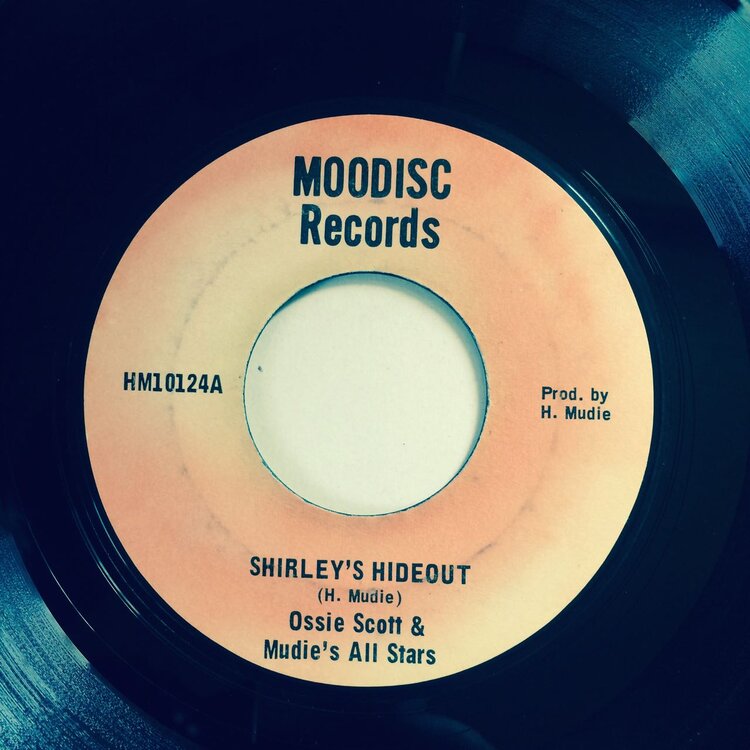 MOODISC
Records
HM10124A
Prod. by
H. Mudie
SHIRLEY'S HIDEOUT
(H. Mudie)
Ossie Scott &
Mudie's All Stars